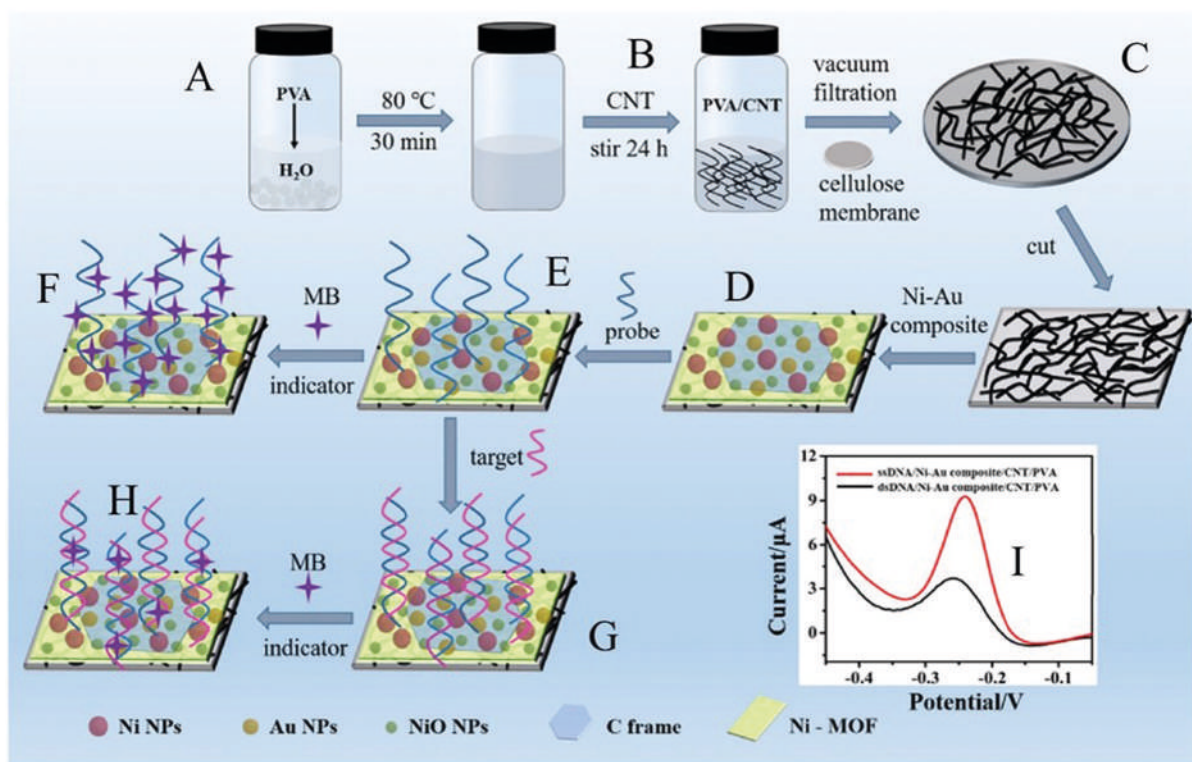 A
PVA
H₂O
80 °C
30 min
B
CNT
stir 24 h
PVA/CNT
vacuum
filtration
cellulose
membrane
C
cut
F
MB
indicator
E
probe
D
Ni-Au
composite
target
H
MB
indicator
G
12
9
6
3
0
Current/μA
ssDNA/Ni-Au composite/CNT/PVA
dsDNA/Ni-Au composite/CNT/PVA
I
-0.4
-0.3
-0.2
-0.1
Potential/V
Ni NPs
Au NPs
NiO NPs
C frame
Ni - MOF